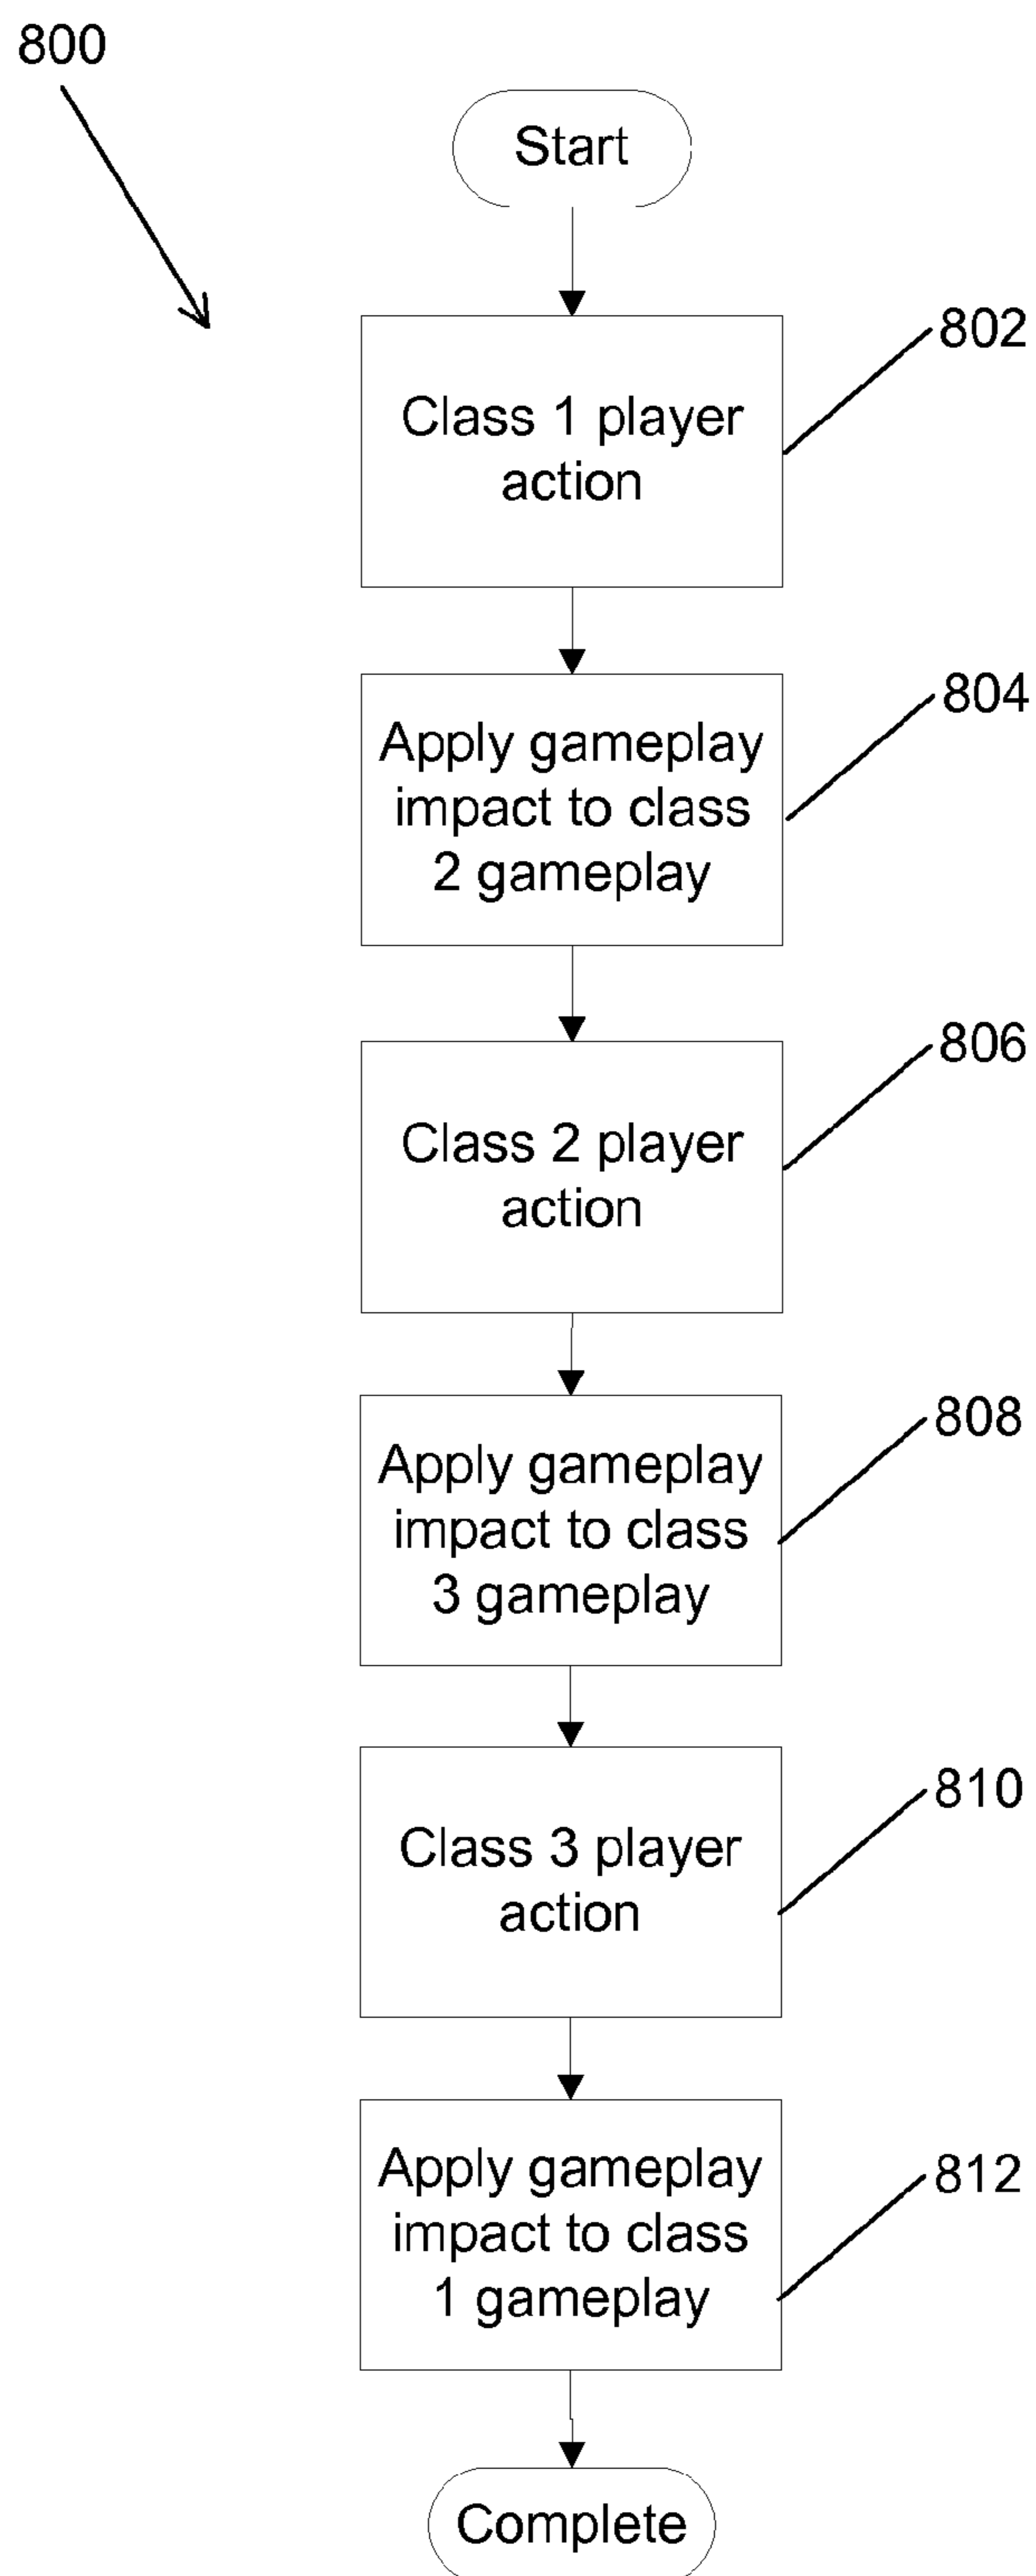 800
Start
802
Class 1 player
action
804
Apply gameplay
impact to class
2 gameplay
806
Class 2 player
action
808
Apply gameplay
impact to class
3 gameplay
810
Class 3 player
action
812
Apply gameplay
impact to class
1 gameplay
Complete